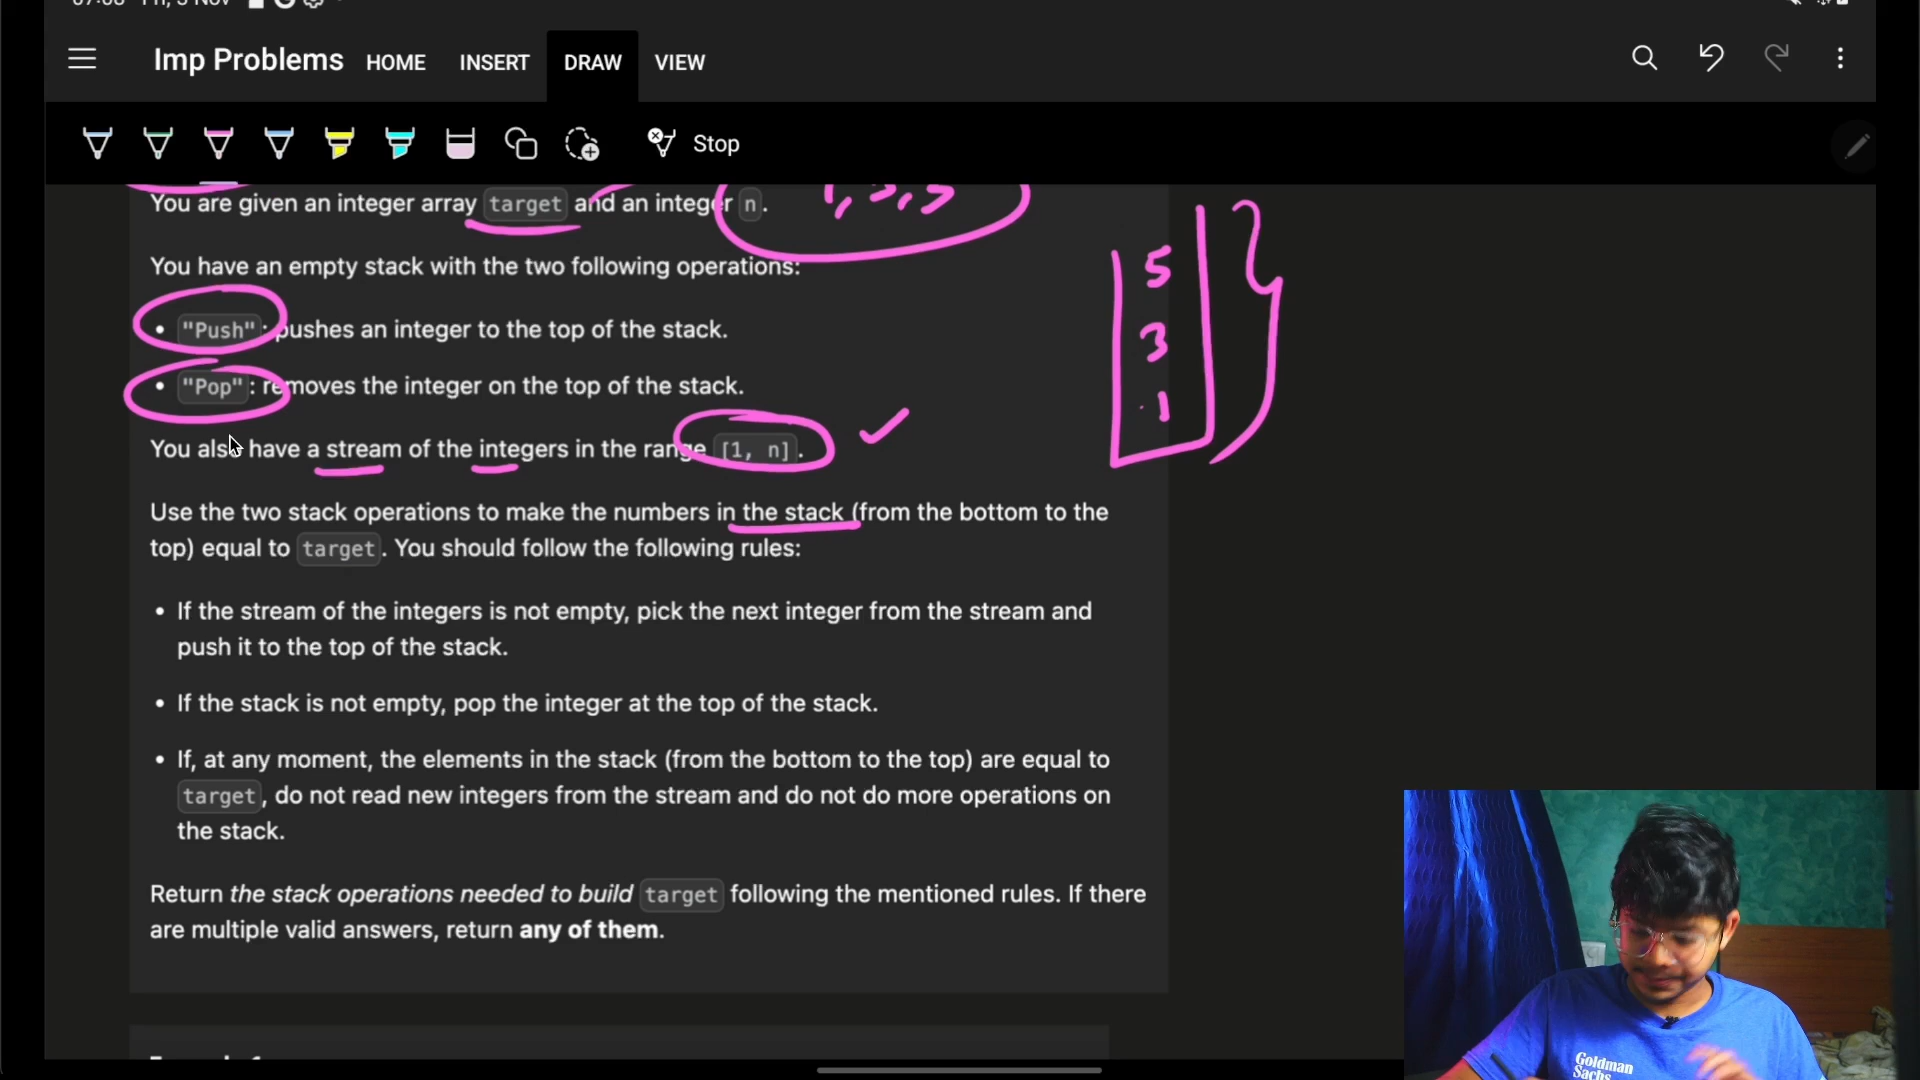 Imp Problems HOME INSERT DRAW VIEW
Stop
You are given an integer array target and an integer n.
1, 3, 5
You have an empty stack with the two following operations:
• "Push": pushes an integer to the top of the stack.
• "Pop": removes the integer on the top of the stack.
You also have a stream of the integers in the range [1, n].
5
3
1
Use the two stack operations to make the numbers in the stack (from the bottom to the
top) equal to target. You should follow the following rules:
• If the stream of the integers is not empty, pick the next integer from the stream and
push it to the top of the stack.
• If the stack is not empty, pop the integer at the top of the stack.
• If, at any moment, the elements in the stack (from the bottom to the top) are equal to
target, do not read new integers from the stream and do not do more operations on
the stack.
Return the stack operations needed to build target following the mentioned rules. If there
are multiple valid answers, return any of them.
Goldman
Sachs